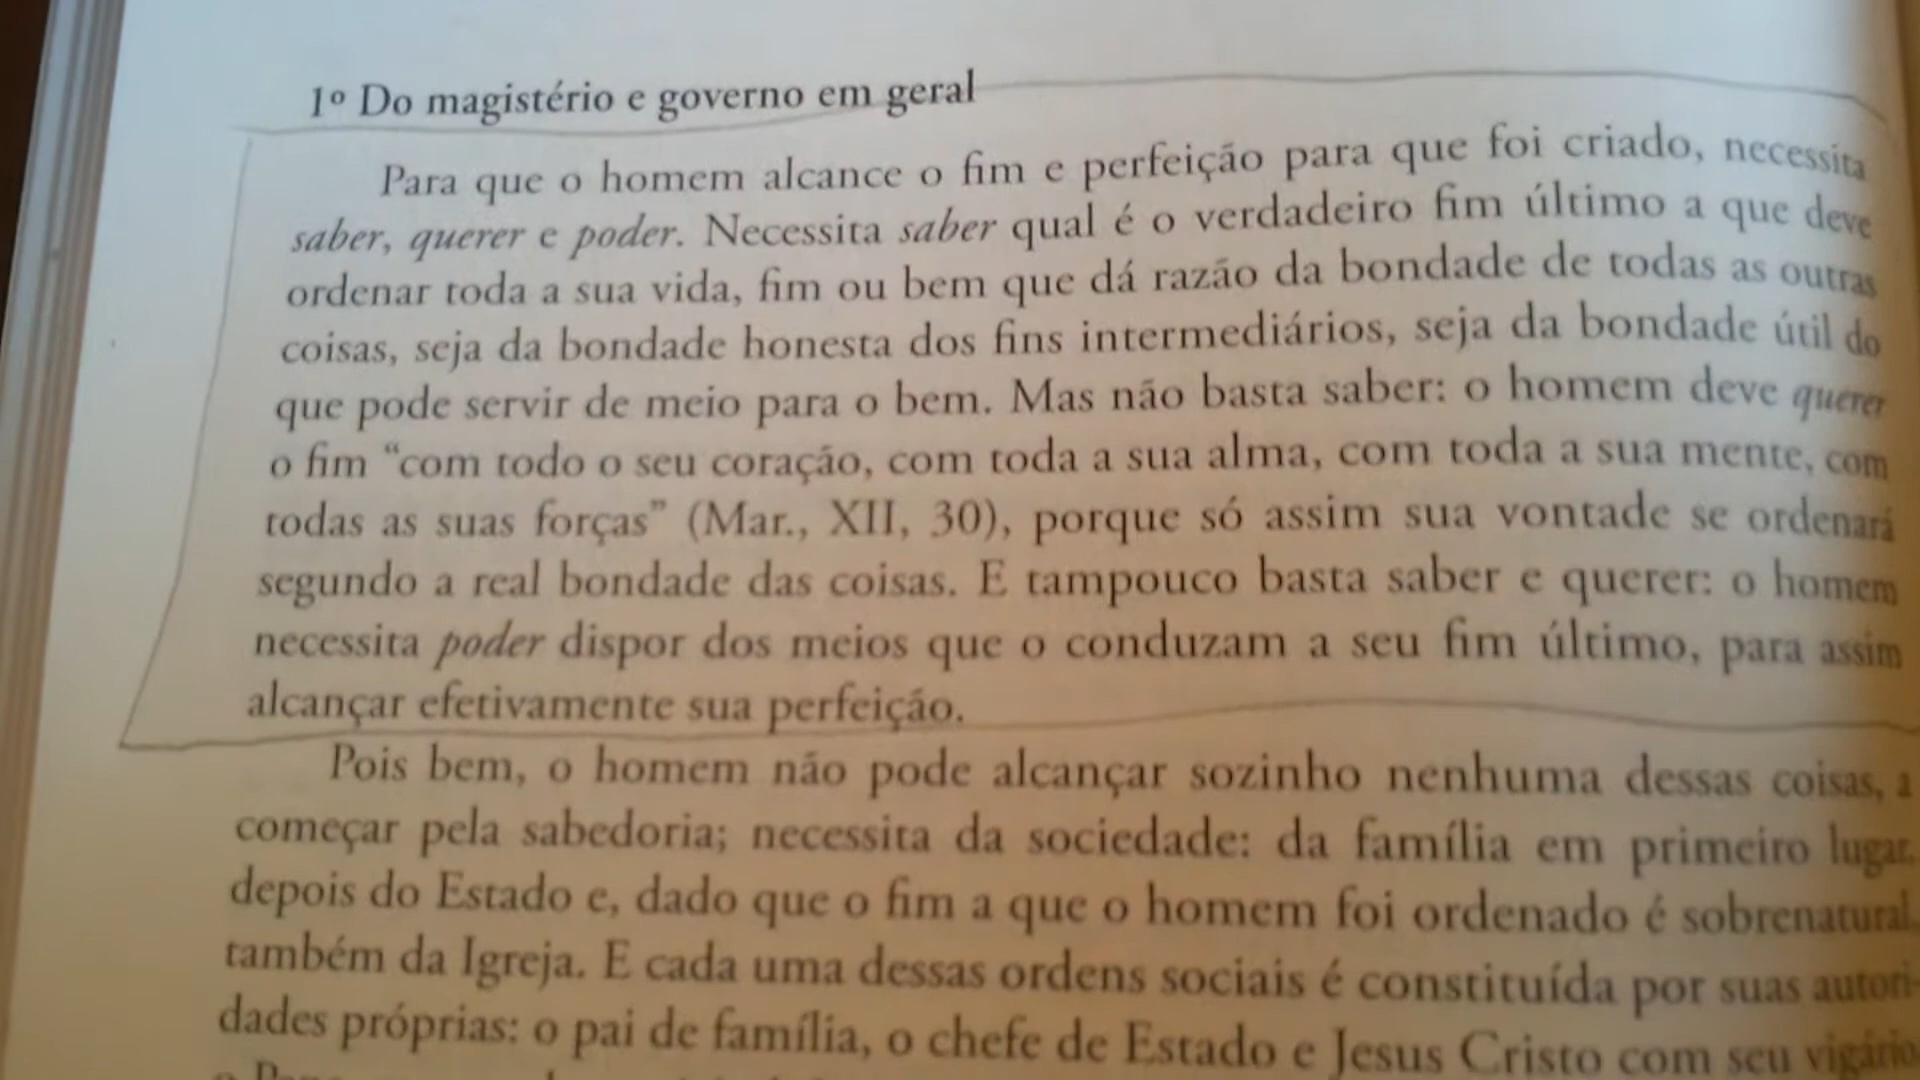 1º Do magistério e governo em geral
Para que o homem alcance o fim e perfeição para que foi criado, necessita
saber, querer e poder. Necessita saber qual é o verdadeiro fim último a que deve
ordenar toda a sua vida, fim ou bem que dá razão da bondade de todas as outras
coisas, seja da bondade honesta dos fins intermediários, seja da bondade útil do
que pode servir de meio para o bem. Mas não basta saber: o homem deve querer
o fim “com todo o seu coração, com toda a sua alma, com toda a sua mente, com
todas as suas forças” (Mar., XII, 30), porque só assim sua vontade se ordenará
segundo a real bondade das coisas. E tampouco basta saber e querer: o homem
necessita poder dispor dos meios que o conduzam a seu fim último, para assim
alcançar efetivamente sua perfeição.
Pois bem, o homem não pode alcançar sozinho nenhuma dessas coisas, a
começar pela sabedoria; necessita da sociedade: da família em primeiro lugar,
depois do Estado e, dado que o fim a que o homem foi ordenado é sobrenatural,
também da Igreja. E cada uma dessas ordens sociais é constituída por suas autori-
dades próprias: o pai de família, o chefe de Estado e Jesus Cristo com seu vigário